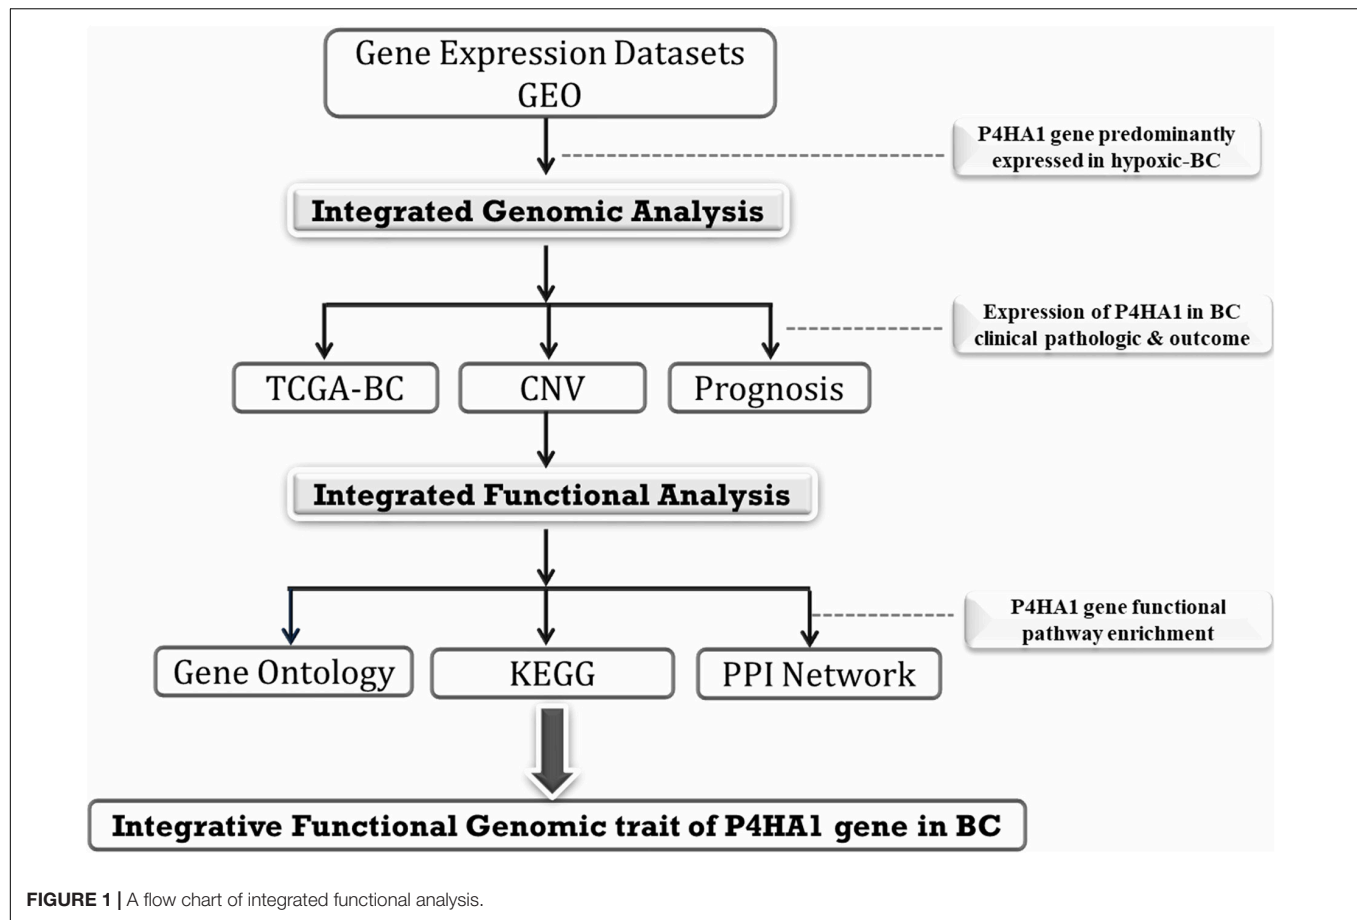 Gene Expression Datasets
GEO
P4HA1 gene predominantly
expressed in hypoxic-BC
Integrated Genomic Analysis
Expression of P4HA1 in BC
clinical pathologic & outcome
TCGA-BC
CNV
Prognosis
Integrated Functional Analysis
P4HA1 gene functional
pathway enrichment
Gene Ontology
KEGG
PPI Network
Integrative Functional Genomic trait of P4HA1 gene in BC
FIGURE 1 | A flow chart of integrated functional analysis.